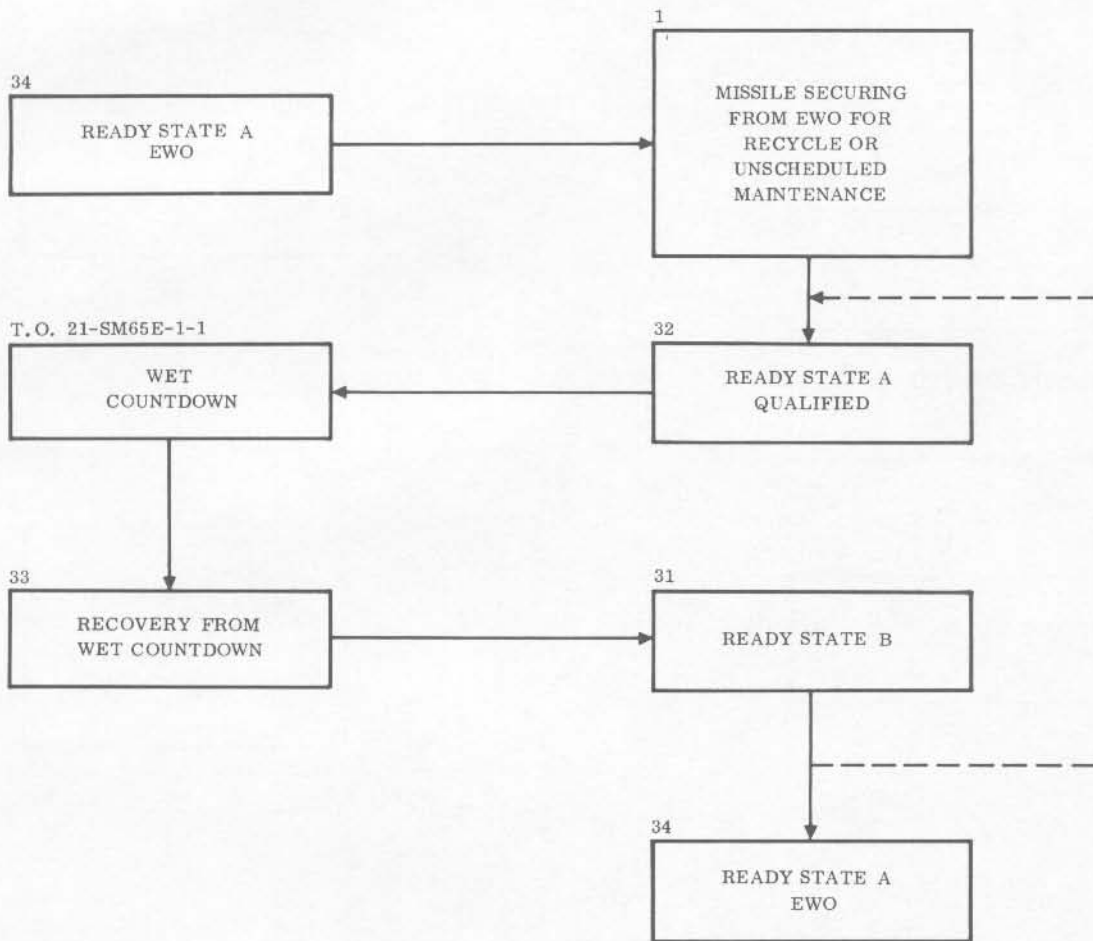 1
MISSILE SECURING
FROM EWO FOR
RECYCLE OR
UNSCHEDULED
MAINTENANCE
34
READY STATE A
EWO
T.O. 21-SM65E-1-1
WET
COUNTDOWN
32
READY STATE A
QUALIFIED
33
RECOVERY FROM
WET COUNTDOWN
31
READY STATE B
34
READY STATE A
EWO